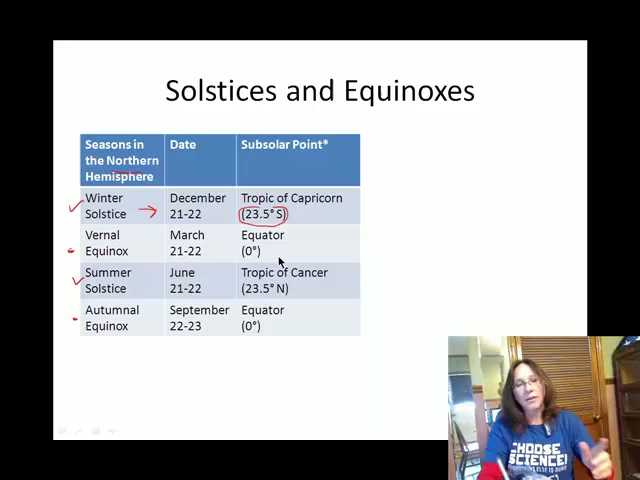 Solstices and Equinoxes
Seasons in
the Northern
Hemisphere
Date
Subsolar Point*
Winter
Solstice
December
21-22
Tropic of Capricorn
(23.5° S)
Vernal
Equinox
March
21-22
Equator
(0°)
Summer
Solstice
June
21-22
Tropic of Cancer
(23.5° N)
Autumnal
Equinox
September
22-23
Equator
(0°)
CHOOSE
SCIENCE!